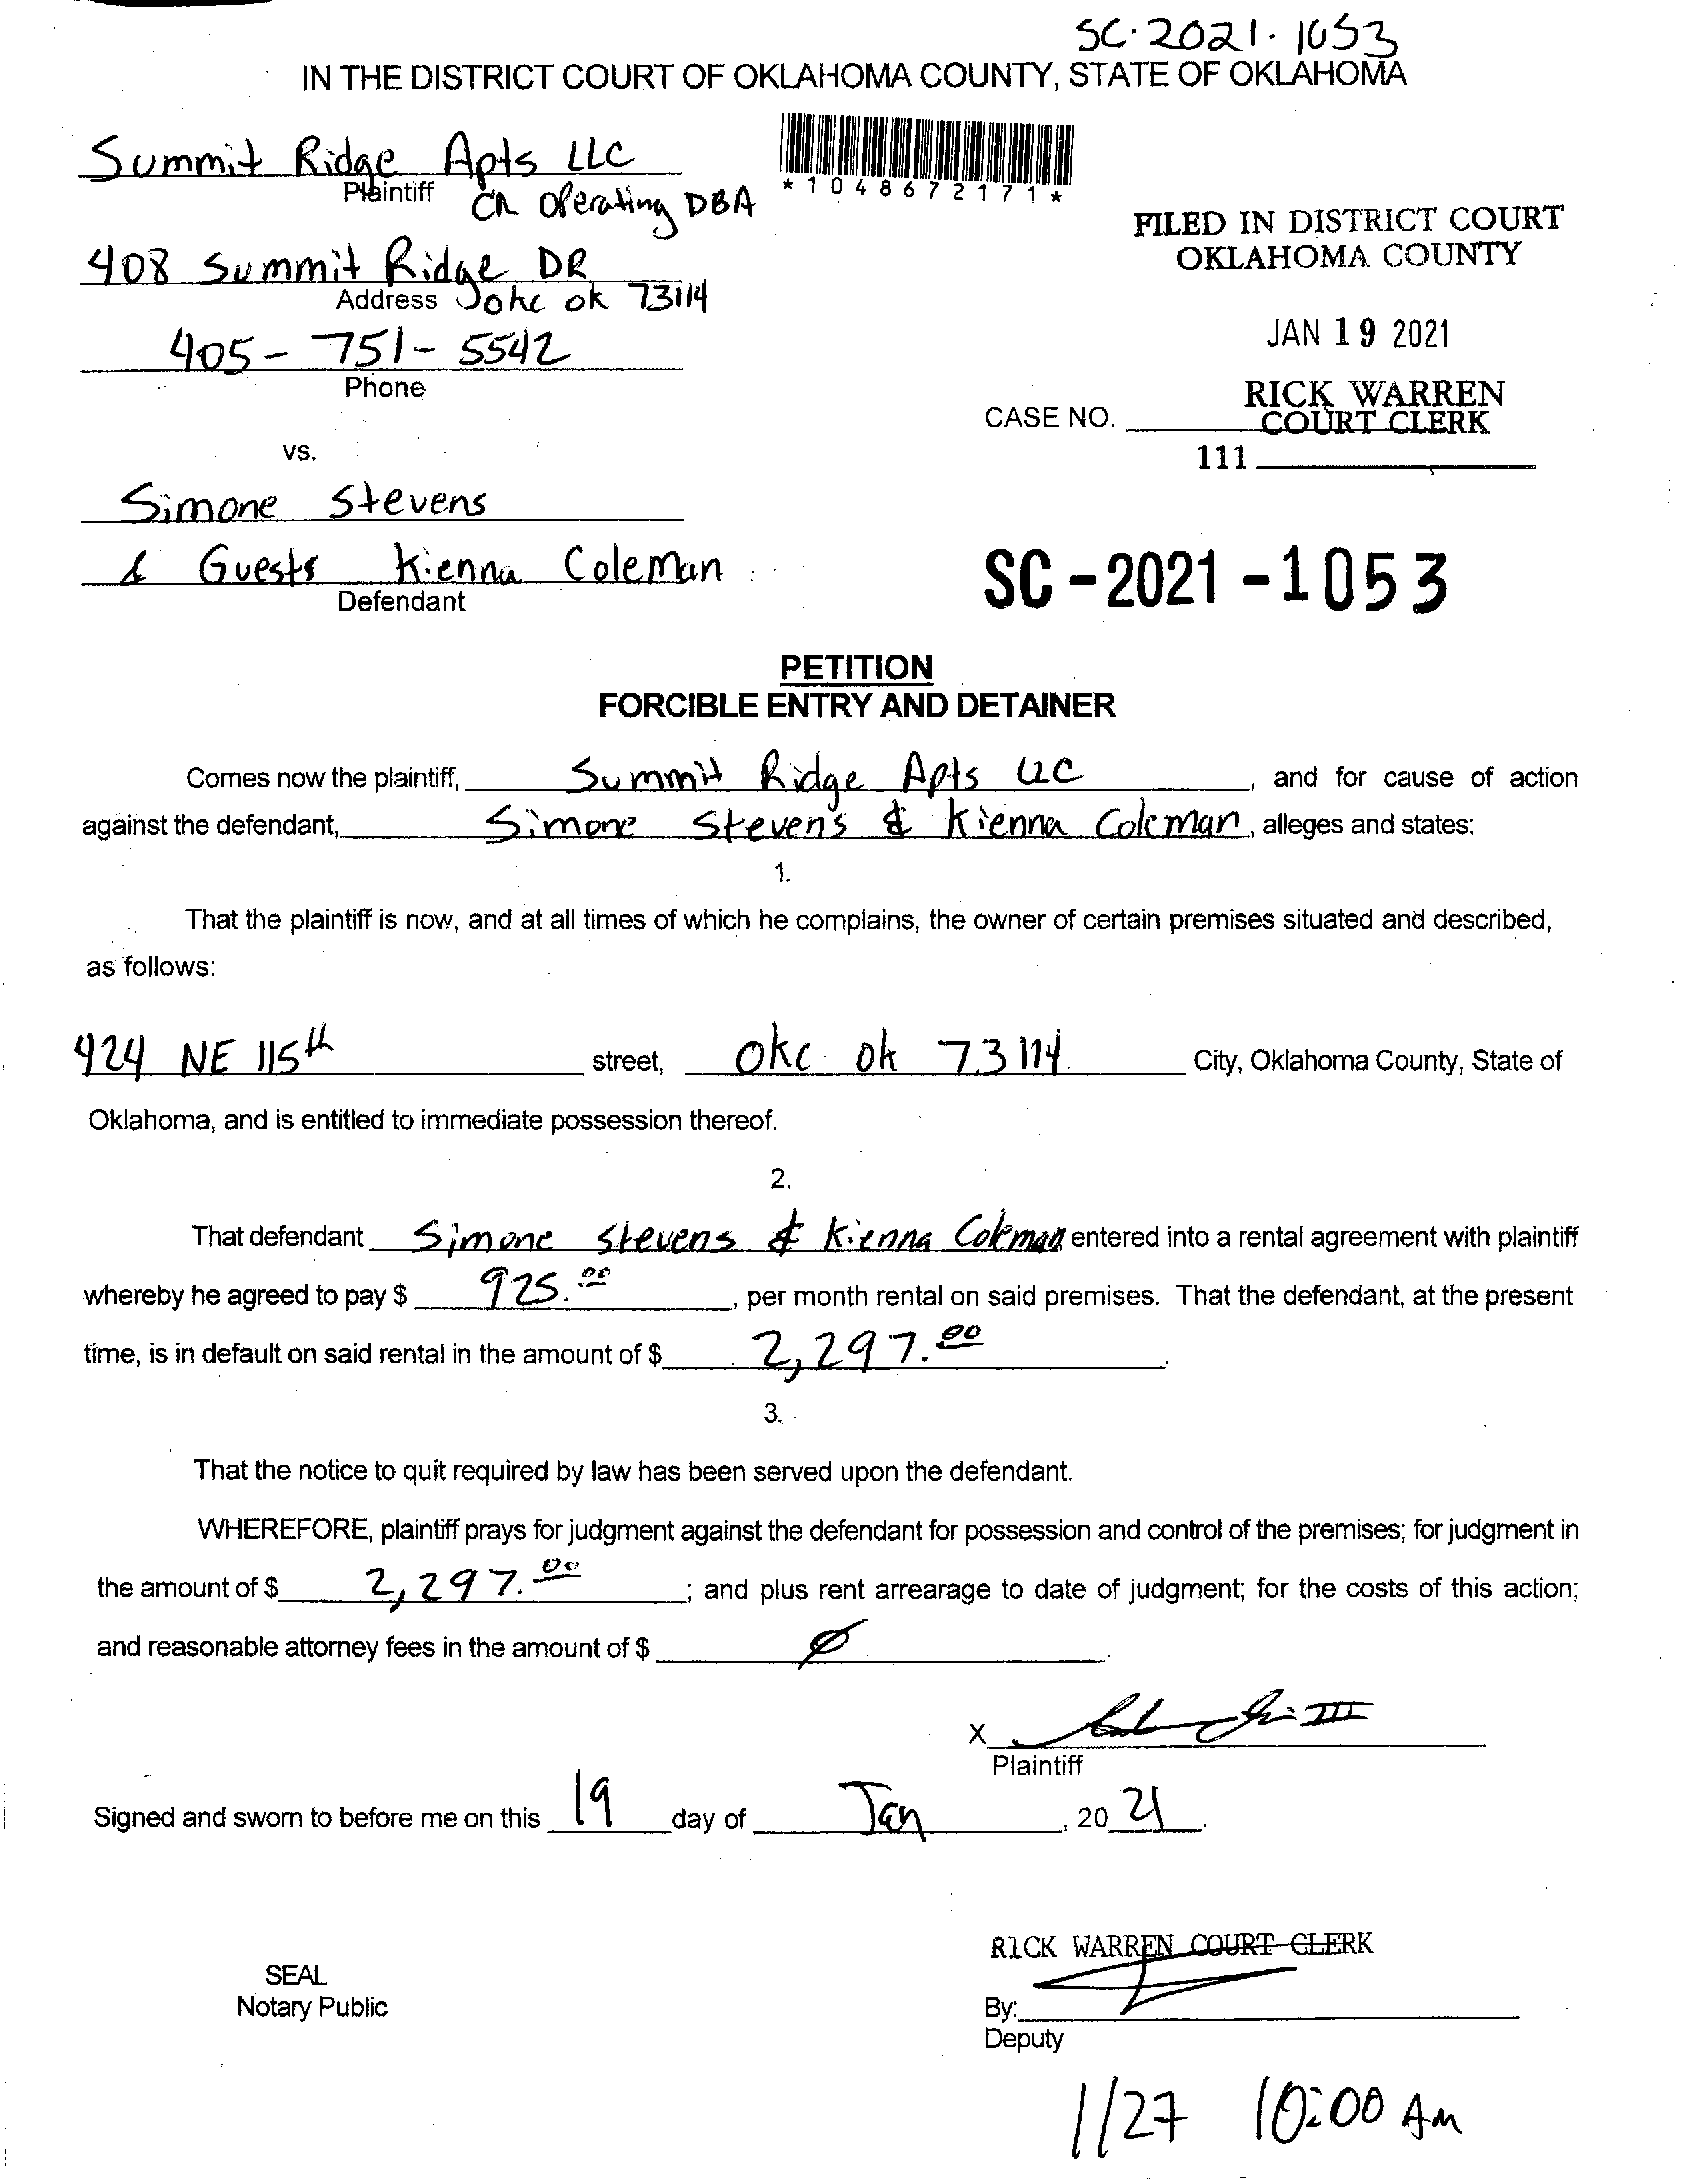 SC-2021-1053
IN THE DISTRICT COURT OF OKLAHOMA COUNTY, STATE OF OKLAHOMA
Summit Ridge Apts LLC
Plaintiff
CR Operating DBA
*1048672171*
FILED IN DISTRICT COURT
OKLAHOMA COUNTY
408 Summit Ridge DR
Address
OKC OK 73114
JAN 19 2021
405-751-5542
Phone
RICK WARREN
COURT CLERK
CASE NO.
111
vs.
Simone Stevens
& Guests Kienna Coleman
Defendant
SC-2021-1053
PETITION
FORCIBLE ENTRY AND DETAINER
Comes now the plaintiff, Summit Ridge Apts LLC, and for cause of action
against the defendant, Simone Stevens & Kienna Coleman, alleges and states:
1.
That the plaintiff is now, and at all times of which he complains, the owner of certain premises situated and described,
as follows:
424 NE 115th street, OKC OK 73114 City, Oklahoma County, State of
Oklahoma, and is entitled to immediate possession thereof.
2.
That defendant Simone Stevens & Kienna Coleman entered into a rental agreement with plaintiff
whereby he agreed to pay $ 925.00, per month rental on said premises. That the defendant, at the present
time, is in default on said rental in the amount of $ 2,297.00.
3.
That the notice to quit required by law has been served upon the defendant.
WHEREFORE, plaintiff prays for judgment against the defendant for possession and control of the premises; for judgment in
the amount of $ 2,297.00; and plus rent arrearage to date of judgment; for the costs of this action;
and reasonable attorney fees in the amount of $ Ø.
X III
Plaintiff
Signed and sworn to before me on this 19 day of Jan, 2021.
RICK WARREN COURT CLERK
SEAL
Notary Public
By:
Deputy
1/27 10:00 AM